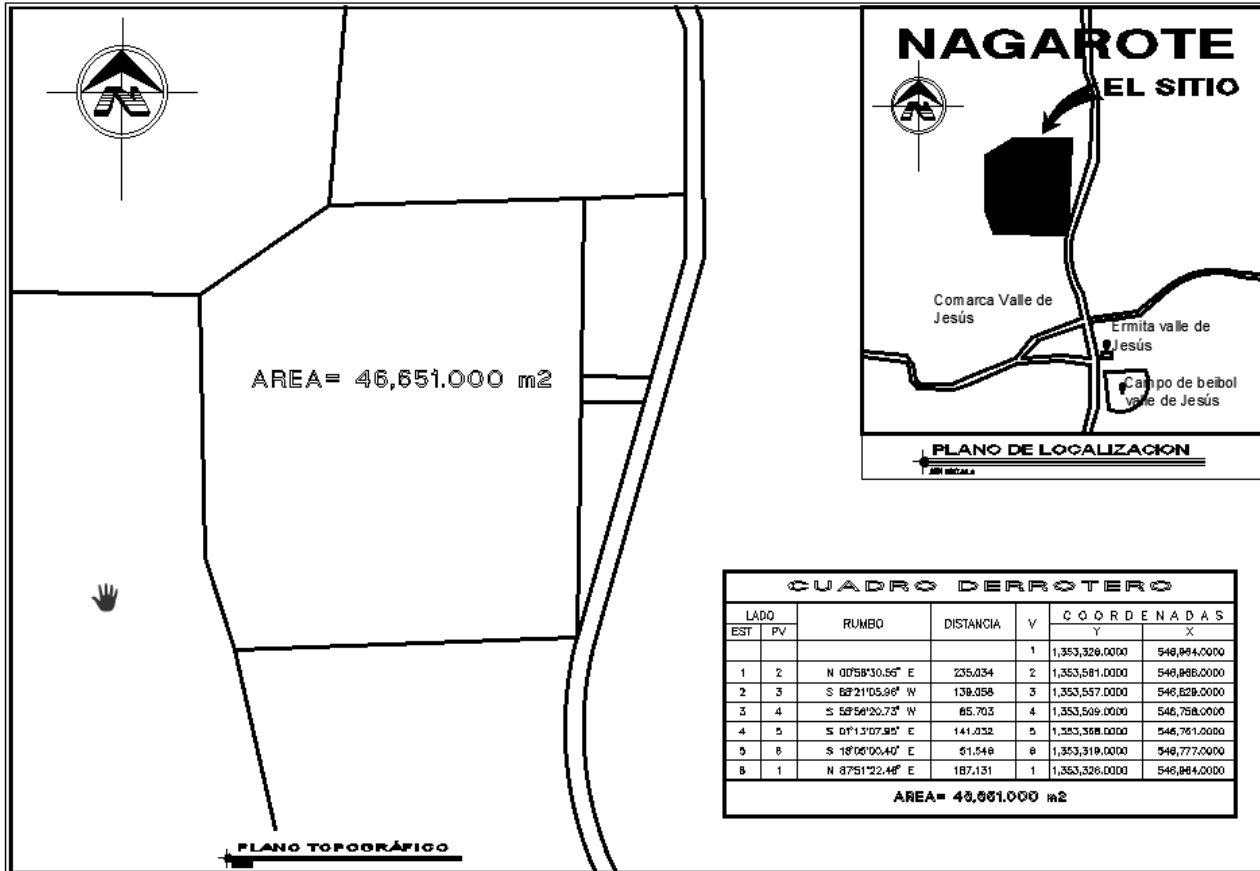 NAGAROTE
EL SITIO
AREA= 46,651.000 m2
Comarca Valle de
Jesús
Ermita valle de
Jesús
Campo de beibol
valle de Jesús
PLANO DE LOCALIZACION
SIN ESCALA
CUADRO DERROTERO
LADO RUMBO DISTANCIA V COORDENADAS
EST PV Y X
1 1,353,326.0000 546,964.0000
1 2 N 00°58'30.55" E 235.034 2 1,353,561.0000 546,968.0000
2 3 S 88°21'05.96" W 139.058 3 1,353,557.0000 546,829.0000
3 4 S 55°56'20.73" W 85.703 4 1,353,509.0000 546,758.0000
4 5 S 01°13'07.95" E 141.032 5 1,353,368.0000 546,761.0000
5 6 S 18°05'00.40" E 51.546 6 1,353,319.0000 546,777.0000
6 1 N 87°51'22.46" E 187.131 1 1,353,326.0000 546,964.0000
AREA= 46,651.000 m2
PLANO TOPOGRÁFICO